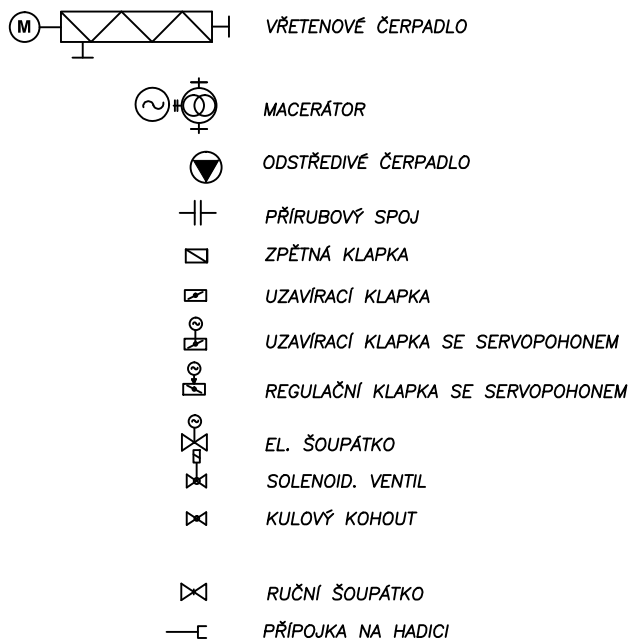 M VŘETENOVÉ ČERPADLO
MACERÁTOR
ODSTŘEDIVÉ ČERPADLO
PŘÍRUBOVÝ SPOJ
ZPĚTNÁ KLAPKA
UZAVÍRACÍ KLAPKA
UZAVÍRACÍ KLAPKA SE SERVOPOHONEM
REGULAČNÍ KLAPKA SE SERVOPOHONEM
EL. ŠOUPÁTKO
SOLENOID. VENTIL
KULOVÝ KOHOUT
RUČNÍ ŠOUPÁTKO
PŘÍPOJKA NA HADICI